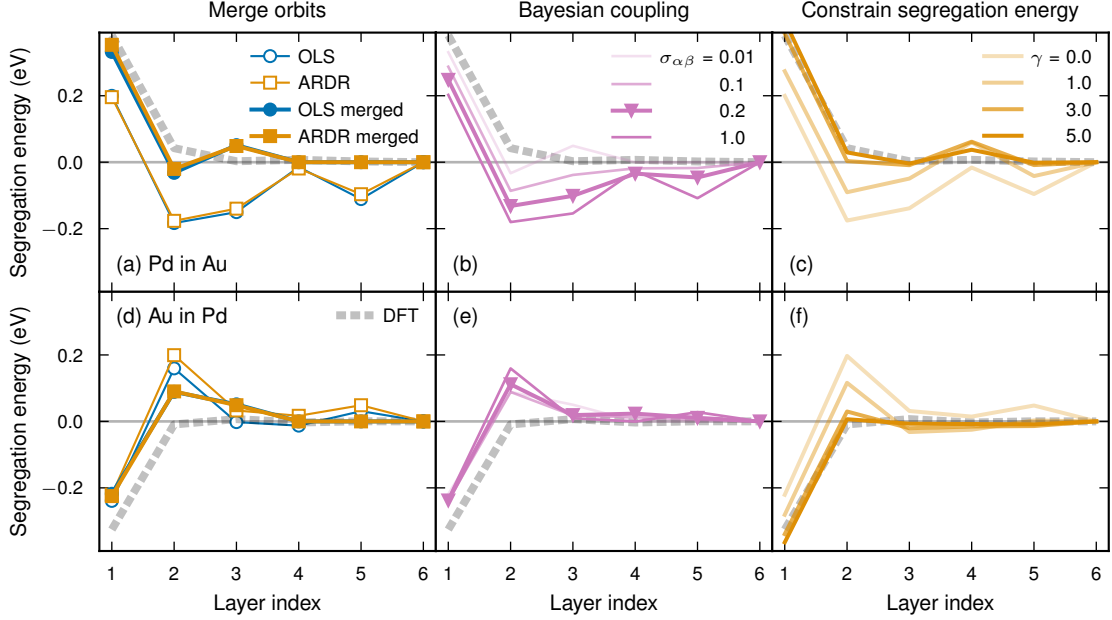 Merge orbits
Bayesian coupling
Constrain segregation energy
Segregation energy (eV)
0.2
0.0
−0.2
OLS
ARDR
OLS merged
ARDR merged
(a) Pd in Au
σαβ = 0.01
0.1
0.2
1.0
(b)
γ = 0.0
1.0
3.0
5.0
(c)
Segregation energy (eV)
0.2
0.0
−0.2
(d) Au in Pd
DFT
(e)
(f)
1 2 3 4 5 6
1 2 3 4 5 6
1 2 3 4 5 6
Layer index
Layer index
Layer index